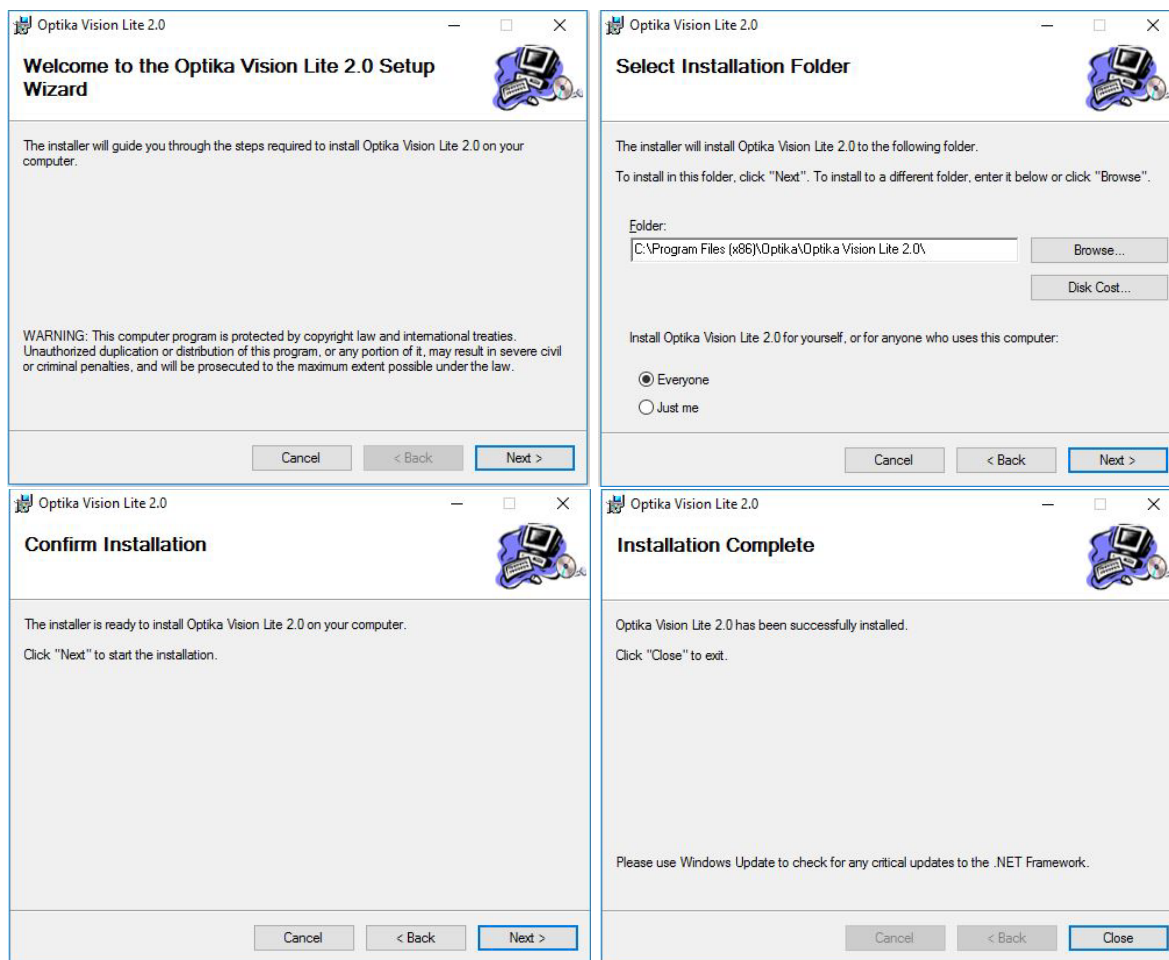 Optika Vision Lite 2.0
Welcome to the Optika Vision Lite 2.0 Setup
Wizard
The installer will guide you through the steps required to install Optika Vision Lite 2.0 on your
computer.
WARNING: This computer program is protected by copyright law and international treaties.
Unauthorized duplication or distribution of this program, or any portion of it, may result in severe civil
or criminal penalties, and will be prosecuted to the maximum extent possible under the law.
Cancel < Back Next >
Optika Vision Lite 2.0
Select Installation Folder
The installer will install Optika Vision Lite 2.0 to the following folder.
To install in this folder, click "Next". To install to a different folder, enter it below or click "Browse".
Folder:
C:\Program Files (x86)\Optika\Optika Vision Lite 2.0\ Browse...
Disk Cost...
Install Optika Vision Lite 2.0 for yourself, or for anyone who uses this computer:
Everyone
Just me
Cancel < Back Next >
Optika Vision Lite 2.0
Confirm Installation
The installer is ready to install Optika Vision Lite 2.0 on your computer.
Click "Next" to start the installation.
Cancel < Back Next >
Optika Vision Lite 2.0
Installation Complete
Optika Vision Lite 2.0 has been successfully installed.
Click "Close" to exit.
Please use Windows Update to check for any critical updates to the .NET Framework.
Cancel < Back Close